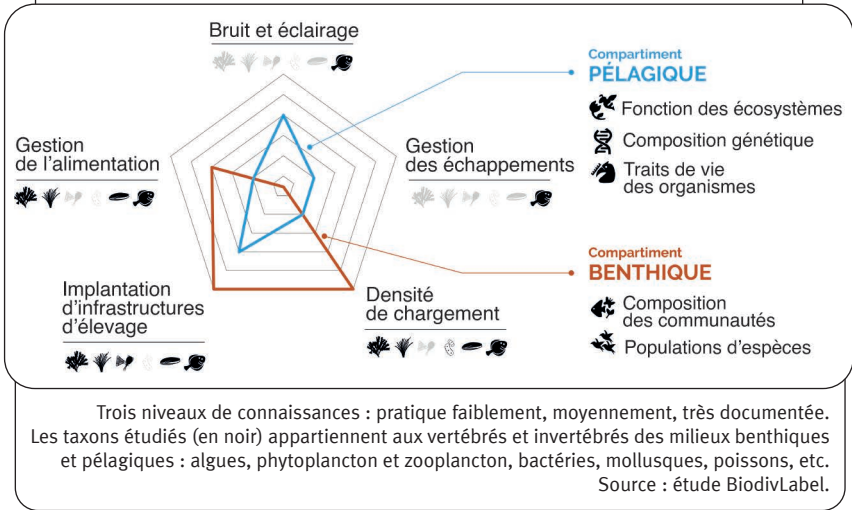 Bruit et éclairage
Compartiment
PÉLAGIQUE
Fonction des écosystèmes
Composition génétique
Traits de vie
des organismes
Gestion
de l'alimentation
Gestion
des échappements
Compartiment
BENTHIQUE
Composition
des communautés
Populations d'espèces
Implantation
d'infrastructures
d'élevage
Densité
de chargement
Trois niveaux de connaissances : pratique faiblement, moyennement, très documentée.
Les taxons étudiés (en noir) appartiennent aux vertébrés et invertébrés des milieux benthiques
et pélagiques : algues, phytoplancton et zooplancton, bactéries, mollusques, poissons, etc.
Source : étude BiodivLabel.